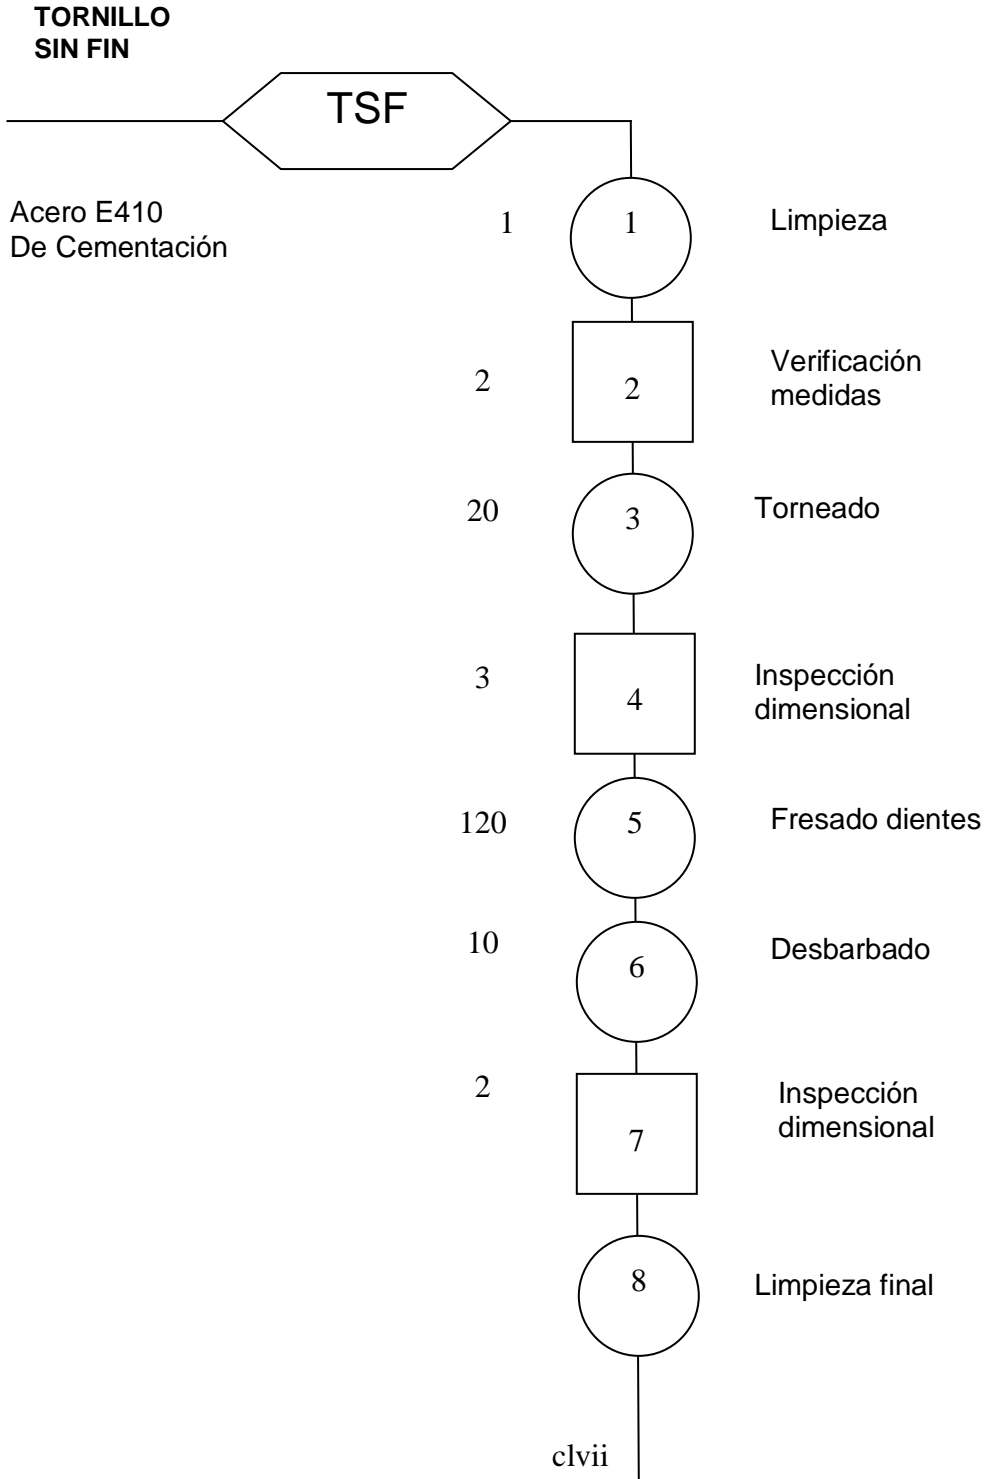 TORNILLO
SIN FIN
TSF
Acero E410
De Cementación
1
1
Limpieza
2
2
Verificación
medidas
20
3
Torneado
3
4
Inspección
dimensional
120
5
Fresado dientes
10
6
Desbarbado
2
7
Inspección
dimensional
8
Limpieza final
clvii